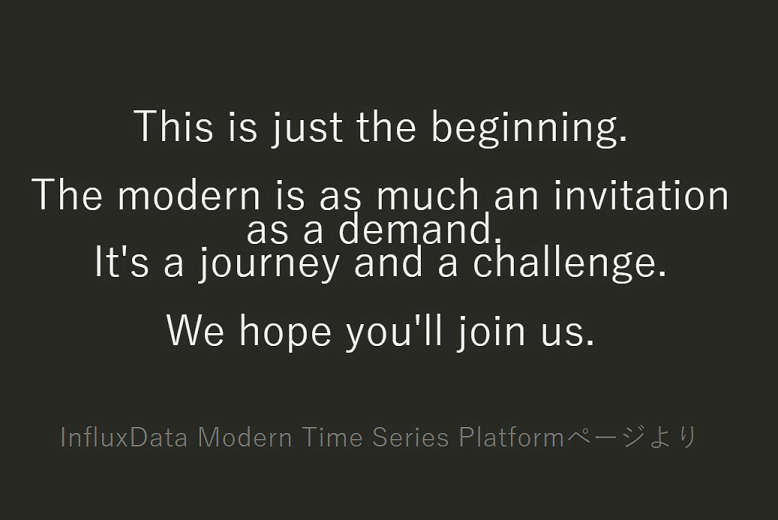 This is just the beginning.
The modern is as much an invitation
as a demand.
It's a journey and a challenge.
We hope you'll join us.
InfluxData Modern Time Series Platformページより